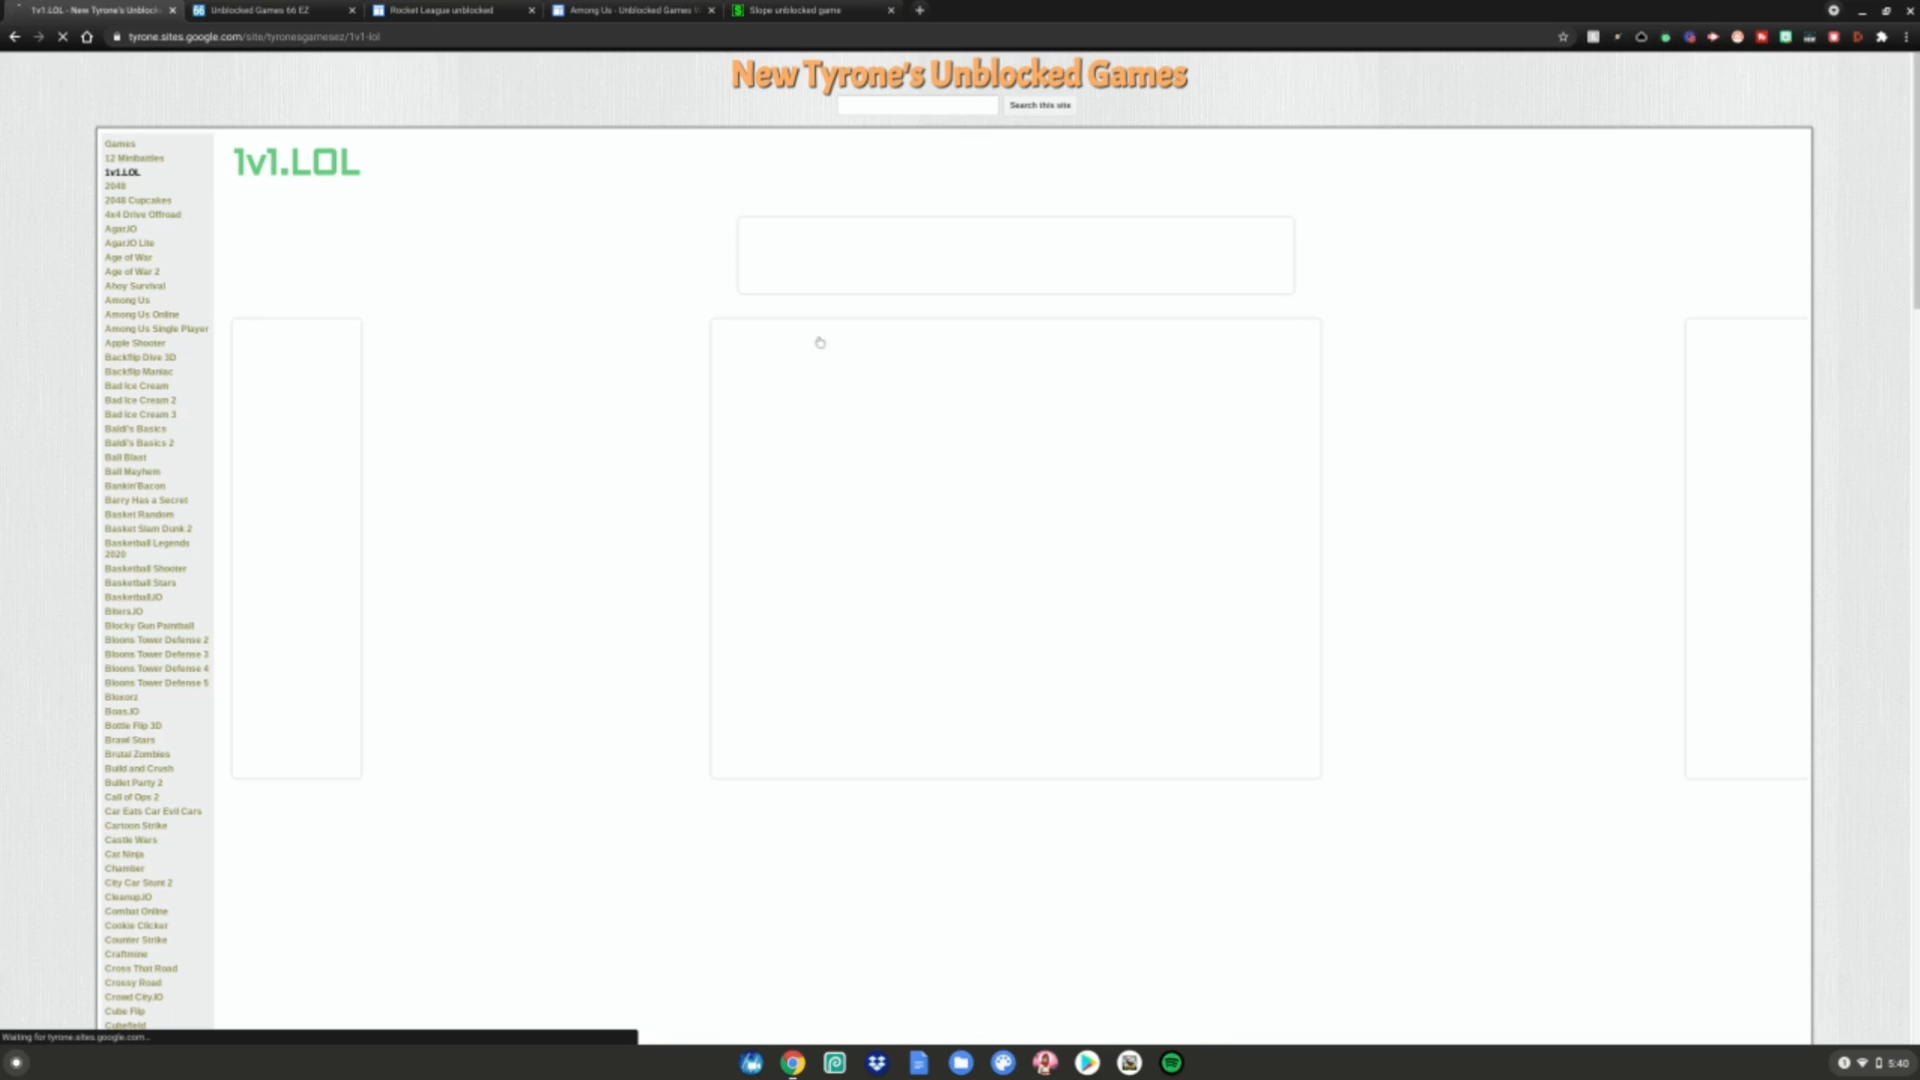 1v1.LOL - New Tyrone's Unblock
Unblocked Games 66 EZ
Rocket League unblocked
Among Us - Unblocked Games
Slope unblocked game
tyrone.sites.google.com/site/tyronesgamesez/1v1-lol
New Tyrone's Unblocked Games
Search this site
Games
12 Minibattles
1v1.LOL
2048
2048 Cupcakes
4x4 Drive Offroad
Agar.IO
Agar.IO Lite
Age of War
Age of War 2
Ahoy Survival
Among Us
Among Us Online
Among Us Single Player
Apple Shooter
Backflip Dive 3D
Backflip Maniac
Bad Ice Cream
Bad Ice Cream 2
Bad Ice Cream 3
Baldi's Basics
Baldi's Basics 2
Ball Blast
Ball Mayhem
Bankin'Bacon
Barry Has a Secret
Basket Random
Basket Slam Dunk 2
Basketball Legends
2020
Basketball Shooter
Basketball Stars
Basketball.IO
Biters.IO
Blocky Gun Paintball
Bloons Tower Defense 2
Bloons Tower Defense 3
Bloons Tower Defense 4
Bloons Tower Defense 5
Bloxorz
Boas.IO
Bottle Flip 3D
Brawl Stars
Brutal Zombies
Build and Crush
Bullet Party 2
Call of Ops 2
Car Eats Car Evil Cars
Cartoon Strike
Castle Wars
Cat Ninja
Chamber
City Car Stunt 2
Cleanup.IO
Combat Online
Cookie Clicker
Counter Strike
Craftmine
Cross That Road
Crossy Road
Crowd City.IO
Cube Flip
Cubefield
1v1.LOL
Waiting for tyrone.sites.google.com...
5:40